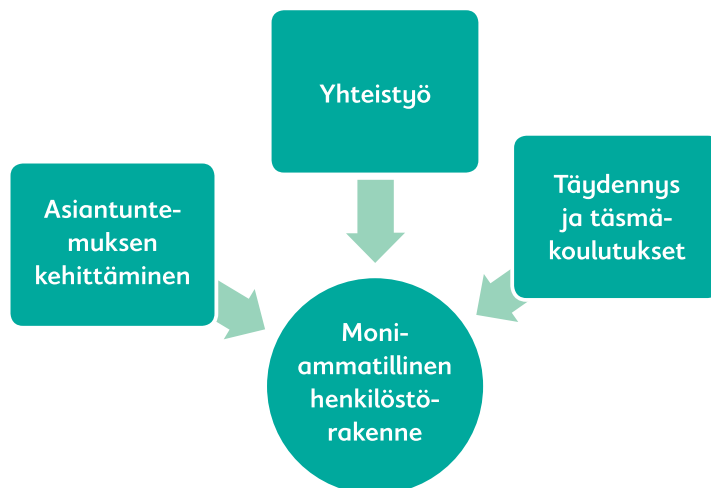 Yhteistyö
Asiantunte-
muksen
kehittäminen
Täydennys
ja täsmä-
koulutukset
Moni-
ammatillinen
henkilöstö-
rakenne